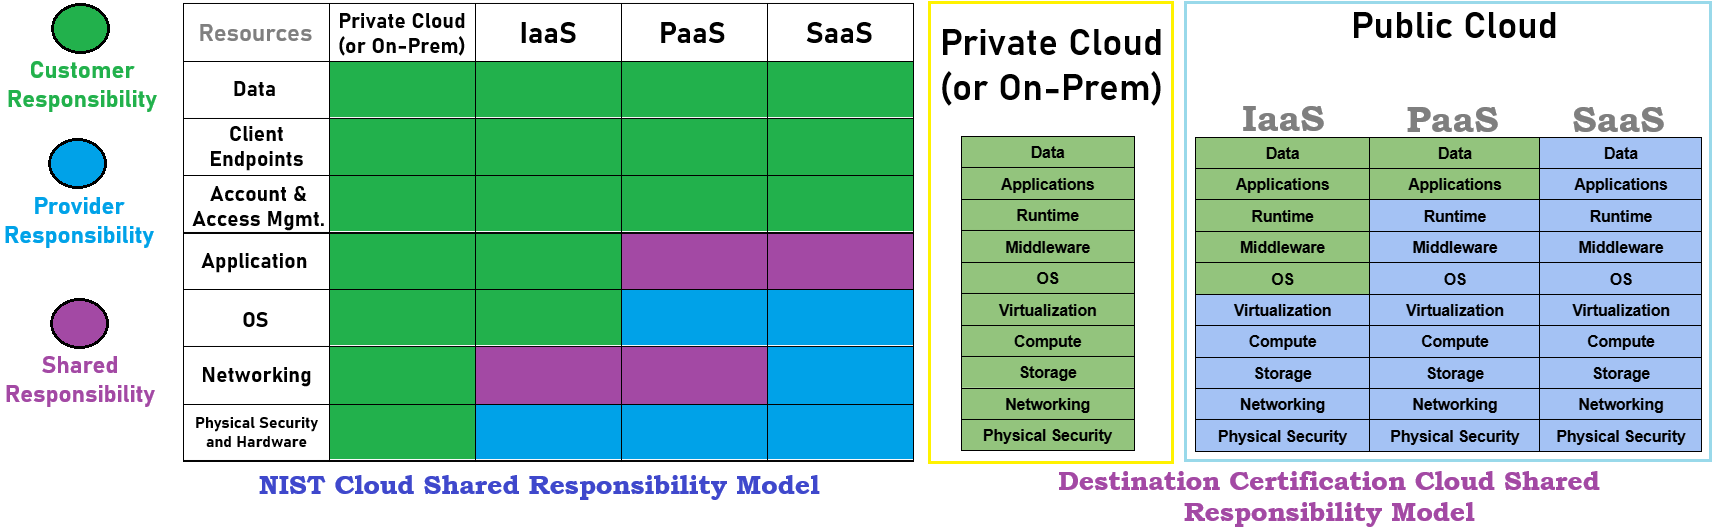 Customer
Responsibility
Provider
Responsibility
Shared
Responsibility
Resources
Private Cloud
(or On-Prem)
IaaS
PaaS
SaaS
Data
Client
Endpoints
Account &
Access Mgmt.
Application
OS
Networking
Physical Security
and Hardware
NIST Cloud Shared Responsibility Model
Private Cloud
(or On-Prem)
Data
Applications
Runtime
Middleware
OS
Virtualization
Compute
Storage
Networking
Physical Security
Public Cloud
IaaS PaaS SaaS
Data Data Data
Applications Applications Applications
Runtime Runtime Runtime
Middleware Middleware Middleware
OS OS OS
Virtualization Virtualization Virtualization
Compute Compute Compute
Storage Storage Storage
Networking Networking Networking
Physical Security Physical Security Physical Security
Destination Certification Cloud Shared
Responsibility Model